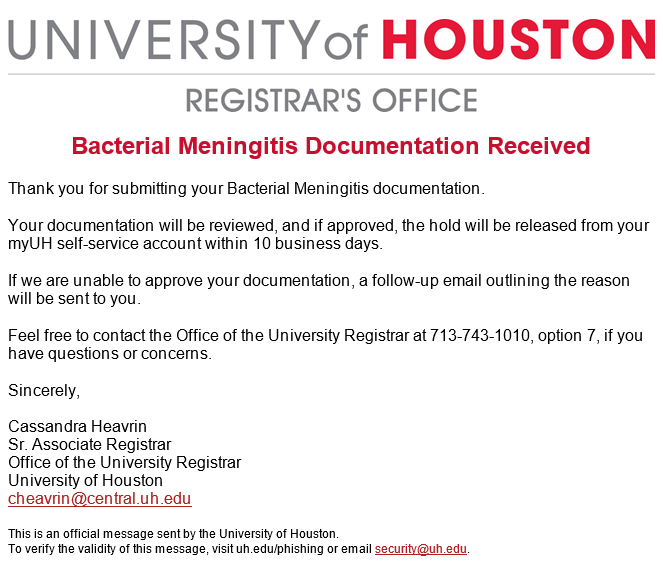 UNIVERSITY of HOUSTON
REGISTRAR'S OFFICE
Bacterial Meningitis Documentation Received
Thank you for submitting your Bacterial Meningitis documentation.
Your documentation will be reviewed, and if approved, the hold will be released from your
myUH self-service account within 10 business days.
If we are unable to approve your documentation, a follow-up email outlining the reason
will be sent to you.
Feel free to contact the Office of the University Registrar at 713-743-1010, option 7, if you
have questions or concerns.
Sincerely,
Cassandra Heavrin
Sr. Associate Registrar
Office of the University Registrar
University of Houston
cheavrin@central.uh.edu
This is an official message sent by the University of Houston.
To verify the validity of this message, visit uh.edu/phishing or email security@uh.edu.